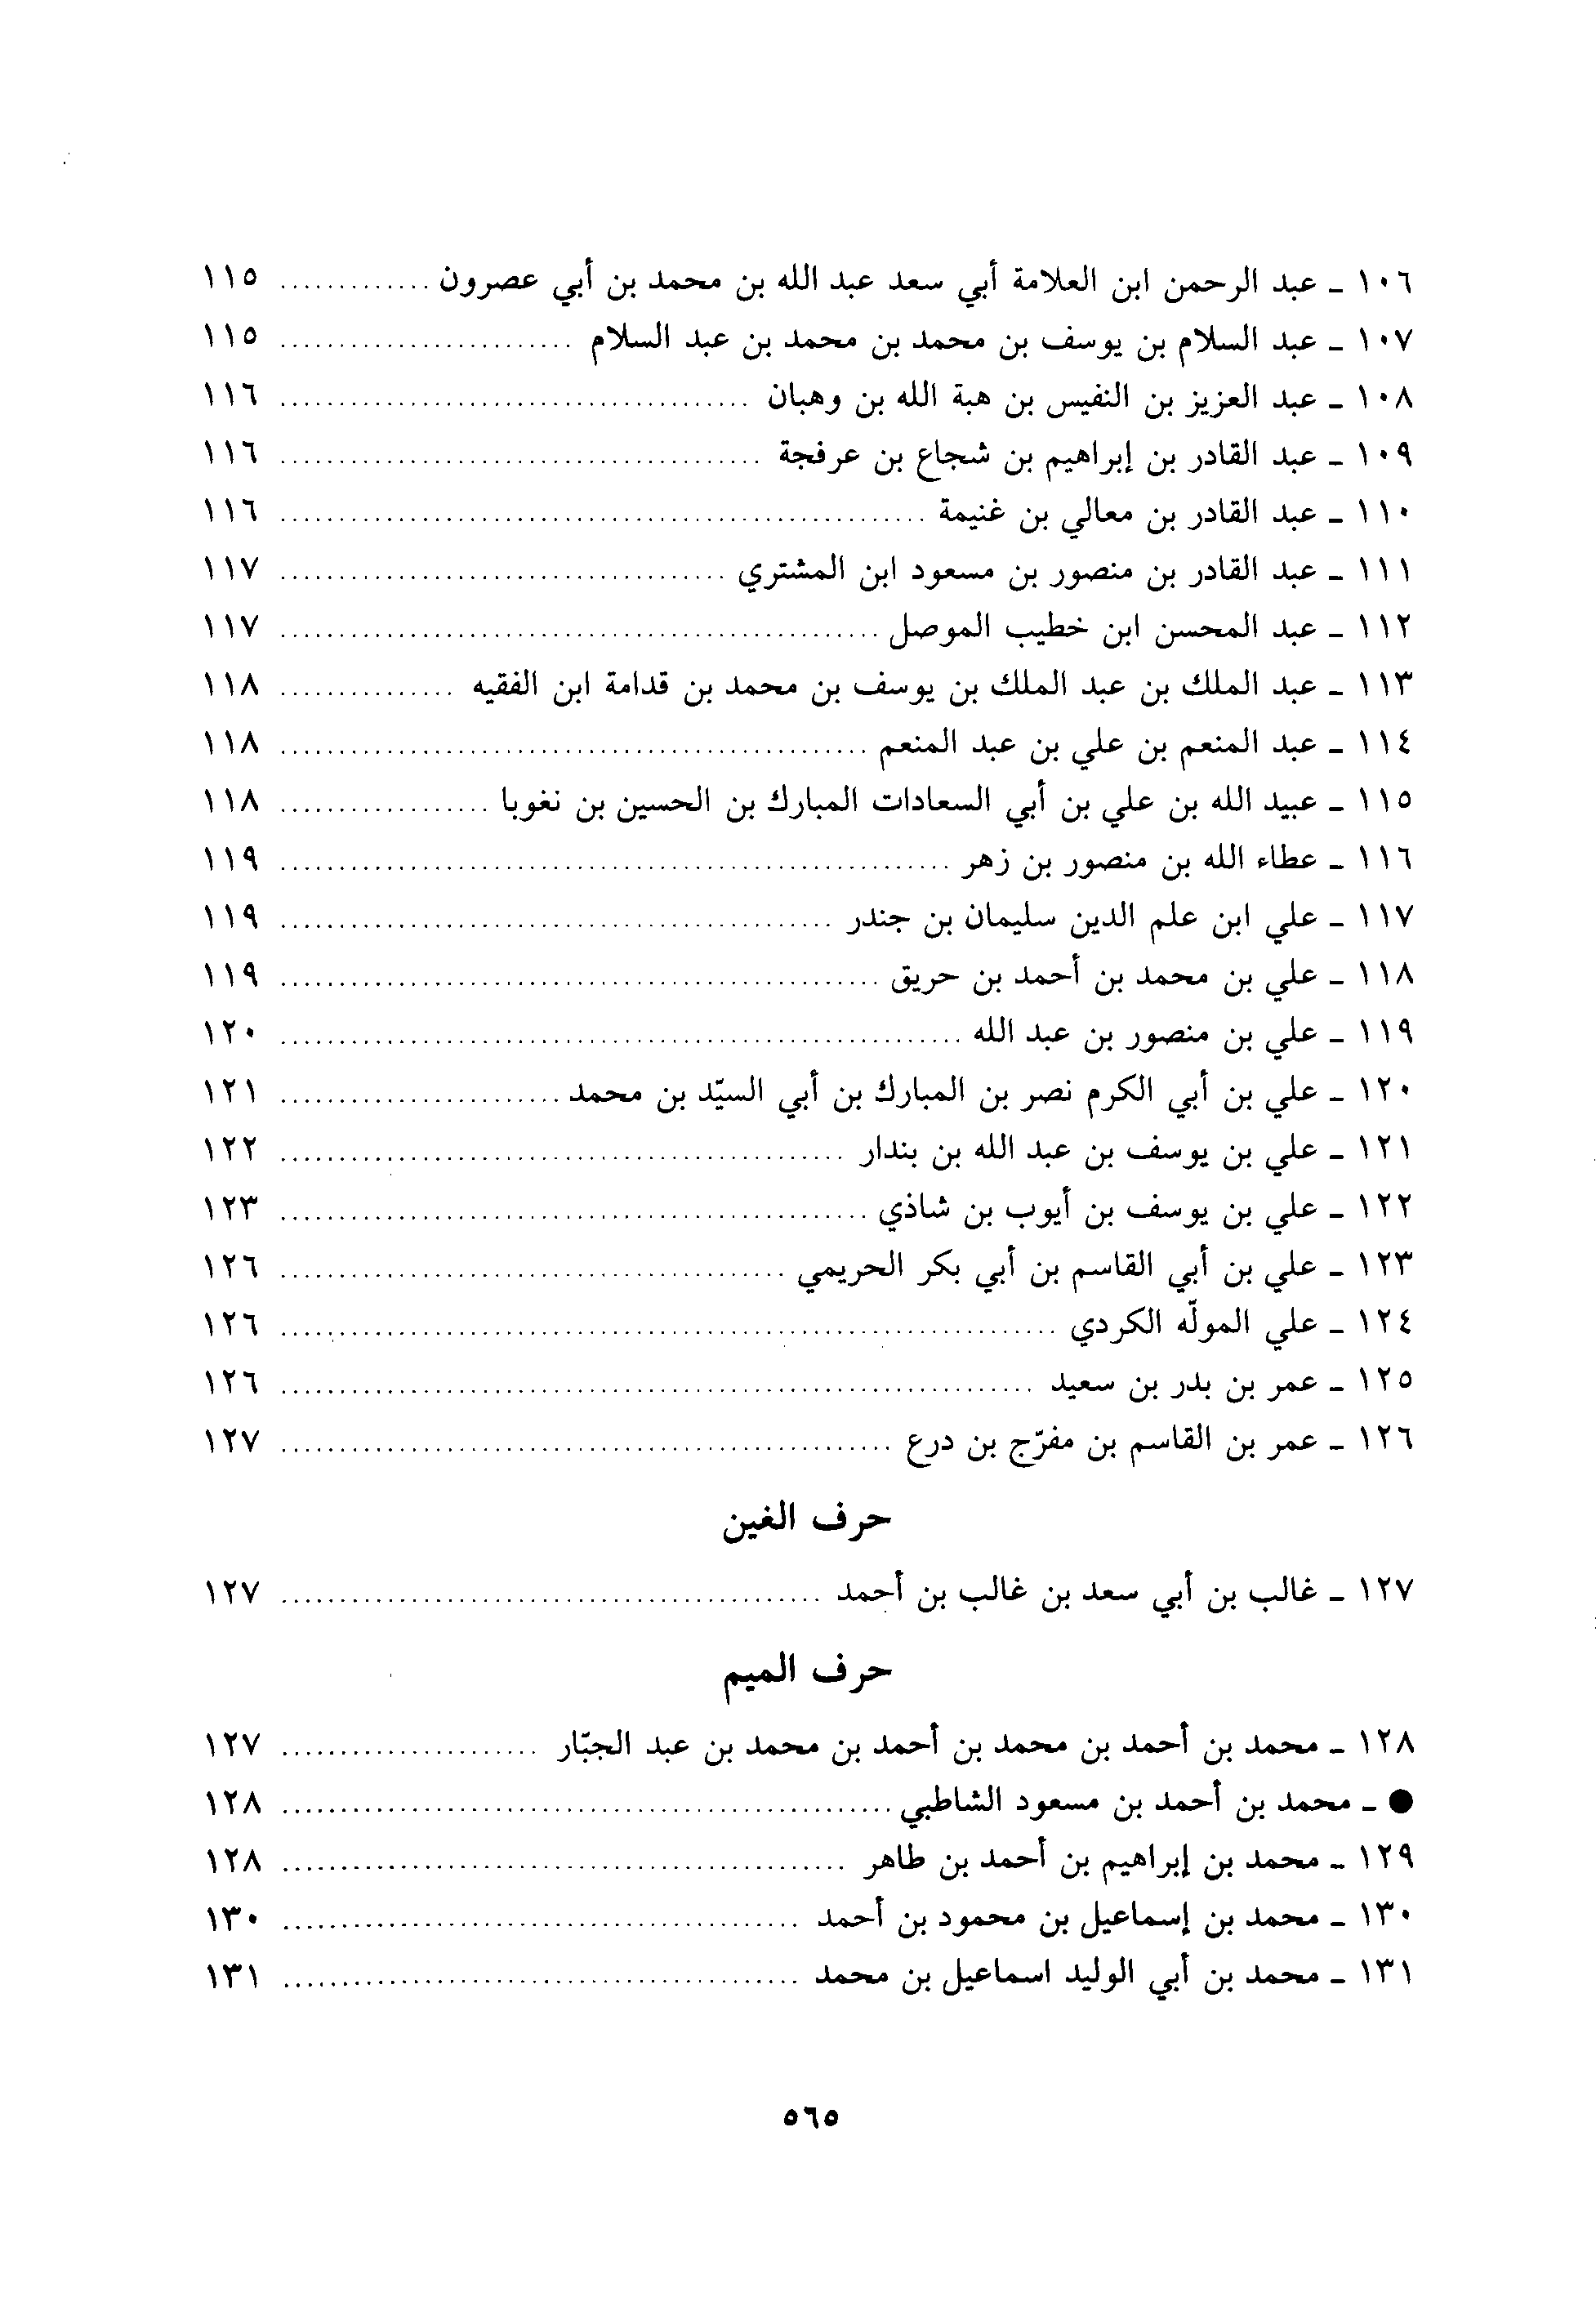 ١٠٦ - عبد الرحمن ابن العلامة أبي سعد عبد الله بن محمد بن أبي عصرون ............. ١١٥
١٠٧ - عبد السلام بن يوسف بن محمد بن محمد بن عبد السلام ......................... ١١٥
١٠٨ - عبد العزيز بن النفيس بن هبة الله بن وهبان ........................................ ١١٦
١٠٩ - عبد القادر بن إبراهيم بن شجاع بن عرفجة ......................................... ١١٦
١١٠ - عبد القادر بن معالي بن غنيمة ....................................................... ١١٦
١١١ - عبد القادر بن منصور بن مسعود ابن المشتري ...................................... ١١٧
١١٢ - عبد المحسن ابن خطيب الموصل ................................................... ١١٧
١١٣ - عبد الملك بن عبد الملك بن يوسف بن محمد بن قدامة ابن الفقيه ............... ١١٨
١١٤ - عبد المنعم بن علي بن عبد المنعم .................................................. ١١٨
١١٥ - عبيد الله بن علي بن أبي السعادات المبارك بن الحسين بن نغوبا .................. ١١٨
١١٦ - عطاء الله بن منصور بن زهر ......................................................... ١١٩
١١٧ - علي ابن علم الدين سليمان بن جندر ............................................... ١١٩
١١٨ - علي بن محمد بن أحمد بن حريق ................................................... ١١٩
١١٩ - علي بن منصور بن عبد الله .......................................................... ١٢٠
١٢٠ - علي بن أبي الكرم نصر بن المبارك بن أبي السيّد بن محمد ........................ ١٢١
١٢١ - علي بن يوسف بن عبد الله بن بندار ................................................ ١٢٢
١٢٢ - علي بن يوسف بن أيوب بن شاذي .................................................. ١٢٣
١٢٣ - علي بن أبي القاسم بن أبي بكر الحريمي ........................................... ١٢٦
١٢٤ - علي المولّه الكردي .................................................................. ١٢٦
١٢٥ - عمر بن بدر بن سعيد ................................................................ ١٢٦
١٢٦ - عمر بن القاسم بن مفرّج بن درع .................................................... ١٢٧
حرف الغين
١٢٧ - غالب بن أبي سعد بن غالب بن أحمد .............................................. ١٢٧
حرف الميم
١٢٨ - محمد بن أحمد بن محمد بن أحمد بن محمد بن عبد الجبّار ...................... ١٢٧
● - محمد بن أحمد بن مسعود الشاطبي .................................................... ١٢٨
١٢٩ - محمد بن إبراهيم بن أحمد بن طاهر ................................................ ١٢٨
١٣٠ - محمد بن إسماعيل بن محمود بن أحمد ............................................ ١٣٠
١٣١ - محمد بن أبي الوليد اسماعيل بن محمد ............................................ ١٣١
٥٦٥